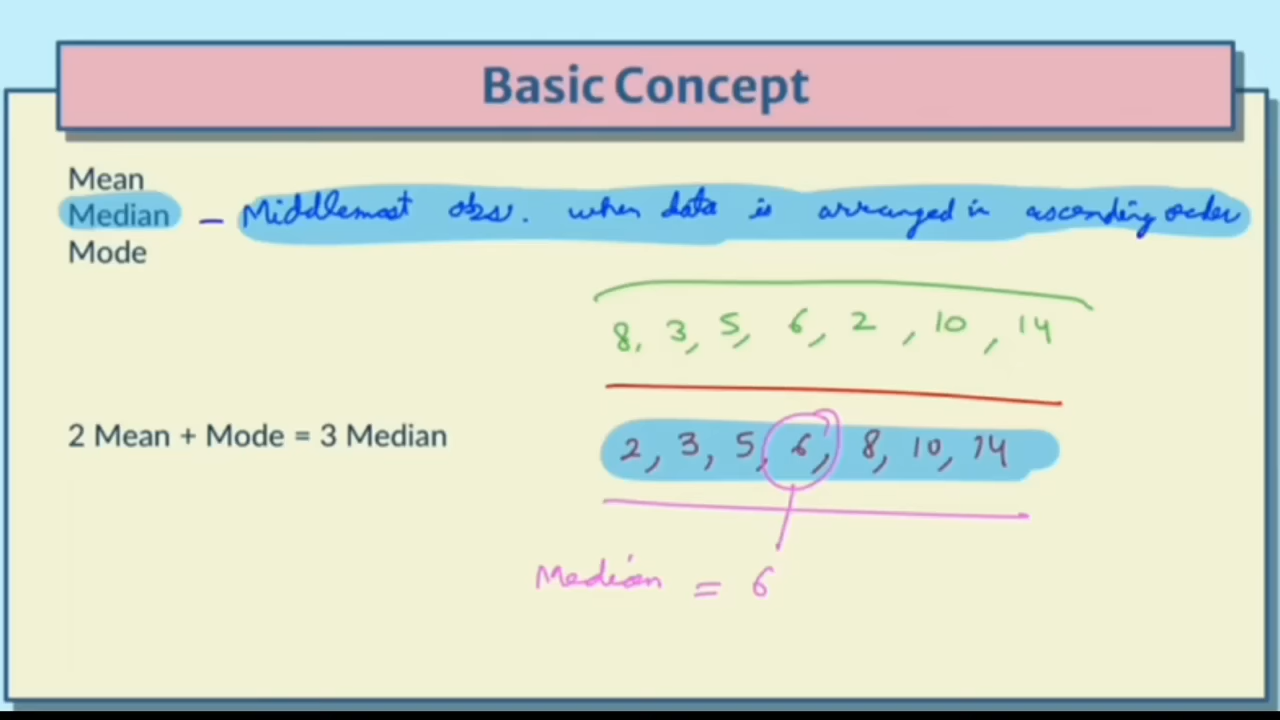 Basic Concept
Mean
Median - Middlemost obs. when data is arranged in ascending order
Mode
8, 3, 5, 6, 2, 10, 14
2 Mean + Mode = 3 Median
2, 3, 5, 6, 8, 10, 14
Median = 6